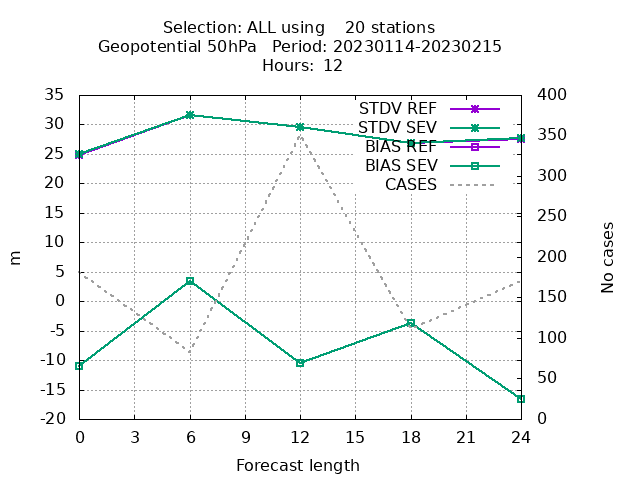 Selection: ALL using    20 stations
Geopotential 50hPa   Period: 20230114-20230215
Hours: 12
35
30
25
20
15
10
5
0
-5
-10
-15
-20
m
400
350
300
250
200
150
100
50
0
No cases
STDV REF
STDV SEV
BIAS REF
BIAS SEV
CASES
0 3 6 9 12 15 18 21 24
Forecast length